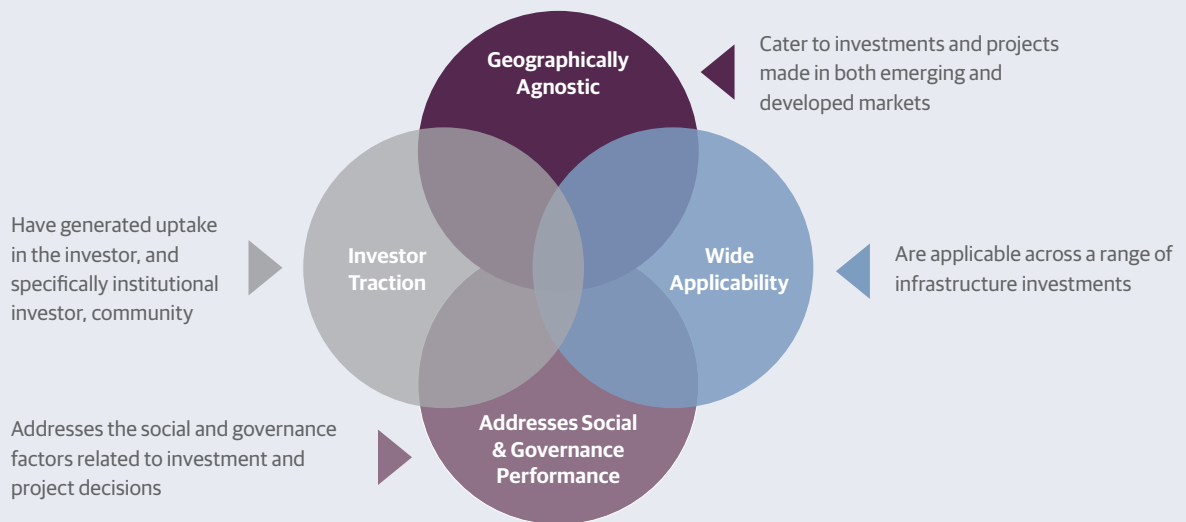 Geographically
Agnostic
Cater to investments and projects
made in both emerging and
developed markets
Have generated uptake
in the investor, and
specifically institutional
investor, community
Investor
Traction
Wide
Applicability
Are applicable across a range of
infrastructure investments
Addresses the social and governance
factors related to investment and
project decisions
Addresses Social
& Governance
Performance